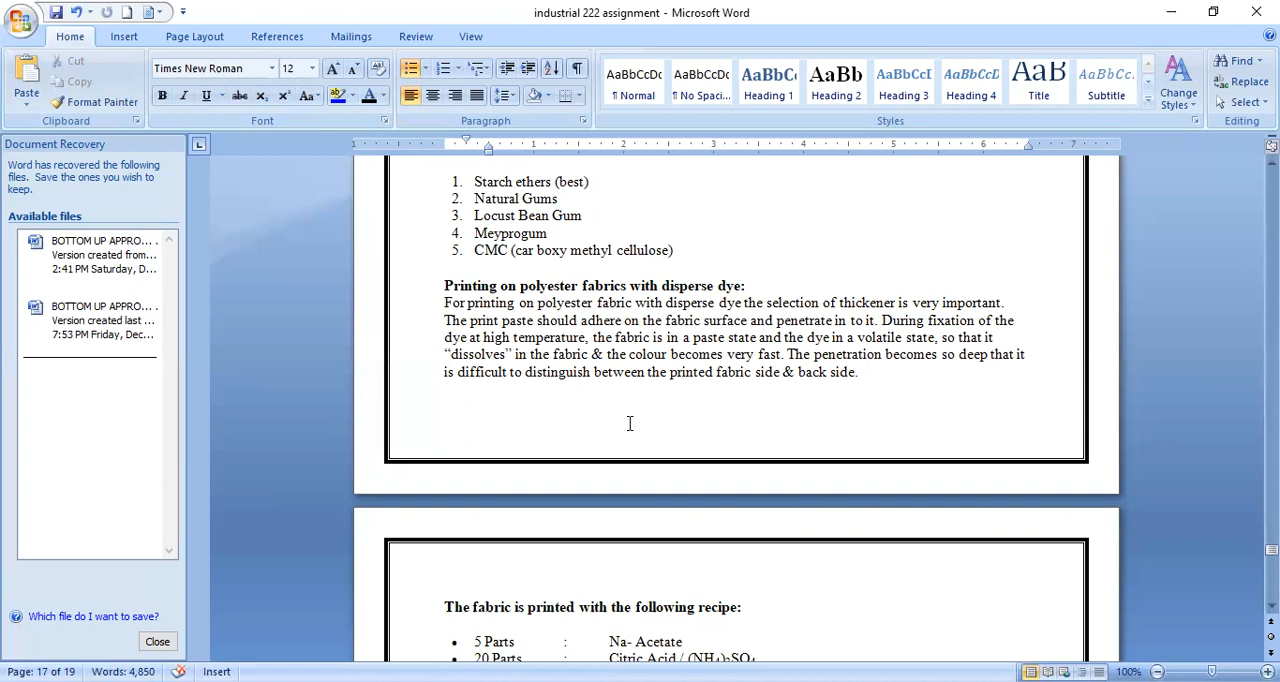 industrial 222 assignment - Microsoft Word
Home Insert Page Layout References Mailings Review View
Paste
Cut
Copy
Format Painter
Clipboard
Times New Roman 12
Font
Paragraph
AaBbCcDc AaBbCcDc AaBbC AaBb AaBbCcI AaBbCcD AaB AaBbCc.
¶ Normal ¶ No Spaci... Heading 1 Heading 2 Heading 3 Heading 4 Title Subtitle
Change Styles
Styles
Find
Replace
Select
Editing
Document Recovery
Word has recovered the following
files. Save the ones you wish to
keep.
Available files
BOTTOM UP APPRO... .
Version created from...
2:41 PM Saturday, D...
BOTTOM UP APPRO... .
Version created last ...
7:53 PM Friday, Dec...
Which file do I want to save?
Close
1 1 2 3 4 5 6 7
1. Starch ethers (best)
2. Natural Gums
3. Locust Bean Gum
4. Meyprogum
5. CMC (car boxy methyl cellulose)
Printing on polyester fabrics with disperse dye:
For printing on polyester fabric with disperse dye the selection of thickener is very important.
The print paste should adhere on the fabric surface and penetrate in to it. During fixation of the
dye at high temperature, the fabric is in a paste state and the dye in a volatile state, so that it
“dissolves” in the fabric & the colour becomes very fast. The penetration becomes so deep that it
is difficult to distinguish between the printed fabric side & back side.
The fabric is printed with the following recipe:
• 5 Parts : Na- Acetate
• 20 Parts : Citric Acid / (NH4)2SO4
Page: 17 of 19 Words: 4,850 Insert 100%